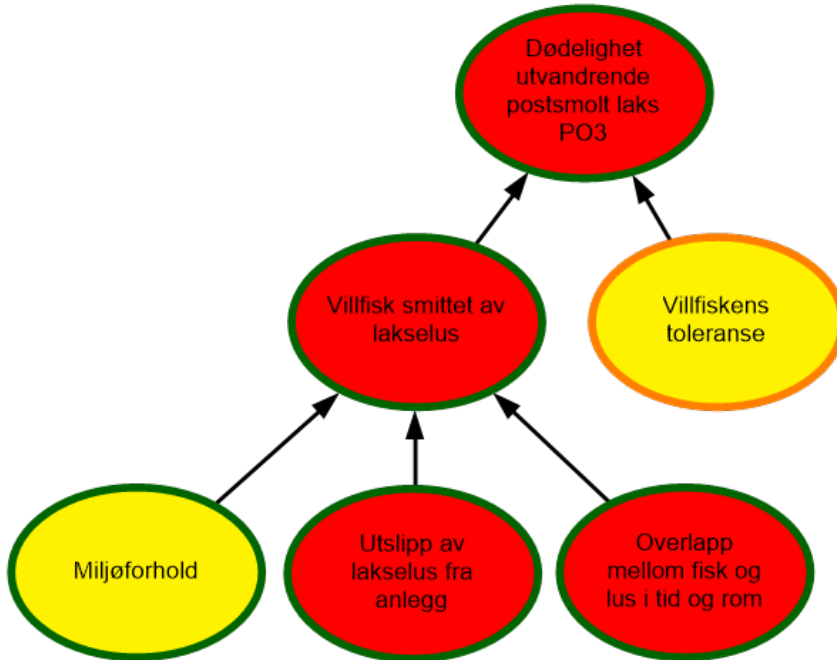 Dødelighet
utvandrende
postsmolt laks
PO3
Villfisk smittet av
lakselus
Villfiskens
toleranse
Miljøforhold
Utslipp av
lakselus fra
anlegg
Overlapp
mellom fisk og
lus i tid og rom